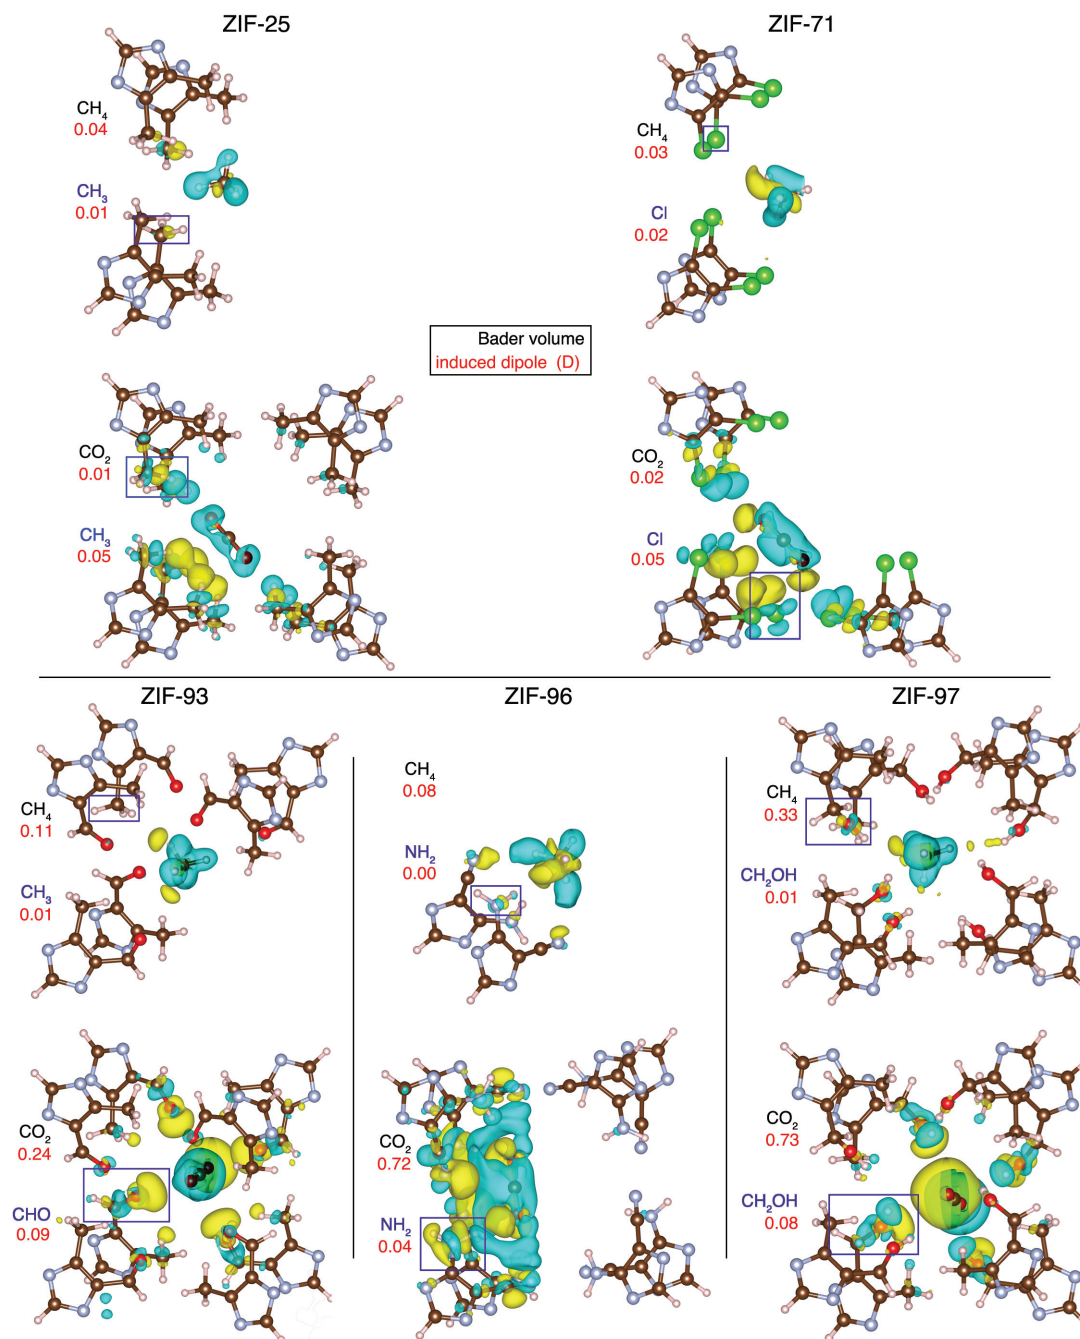 ZIF-25
ZIF-71
CH4
0.04
CH3
0.01
CH4
0.03
Cl
0.02
Bader volume
induced dipole (D)
CO2
0.01
CH3
0.05
CO2
0.02
Cl
0.05
ZIF-93
ZIF-96
ZIF-97
CH4
0.11
CH3
0.01
CH4
0.08
NH2
0.00
CH4
0.33
CH2OH
0.01
CO2
0.24
CHO
0.09
CO2
0.72
NH2
0.04
CO2
0.73
CH2OH
0.08